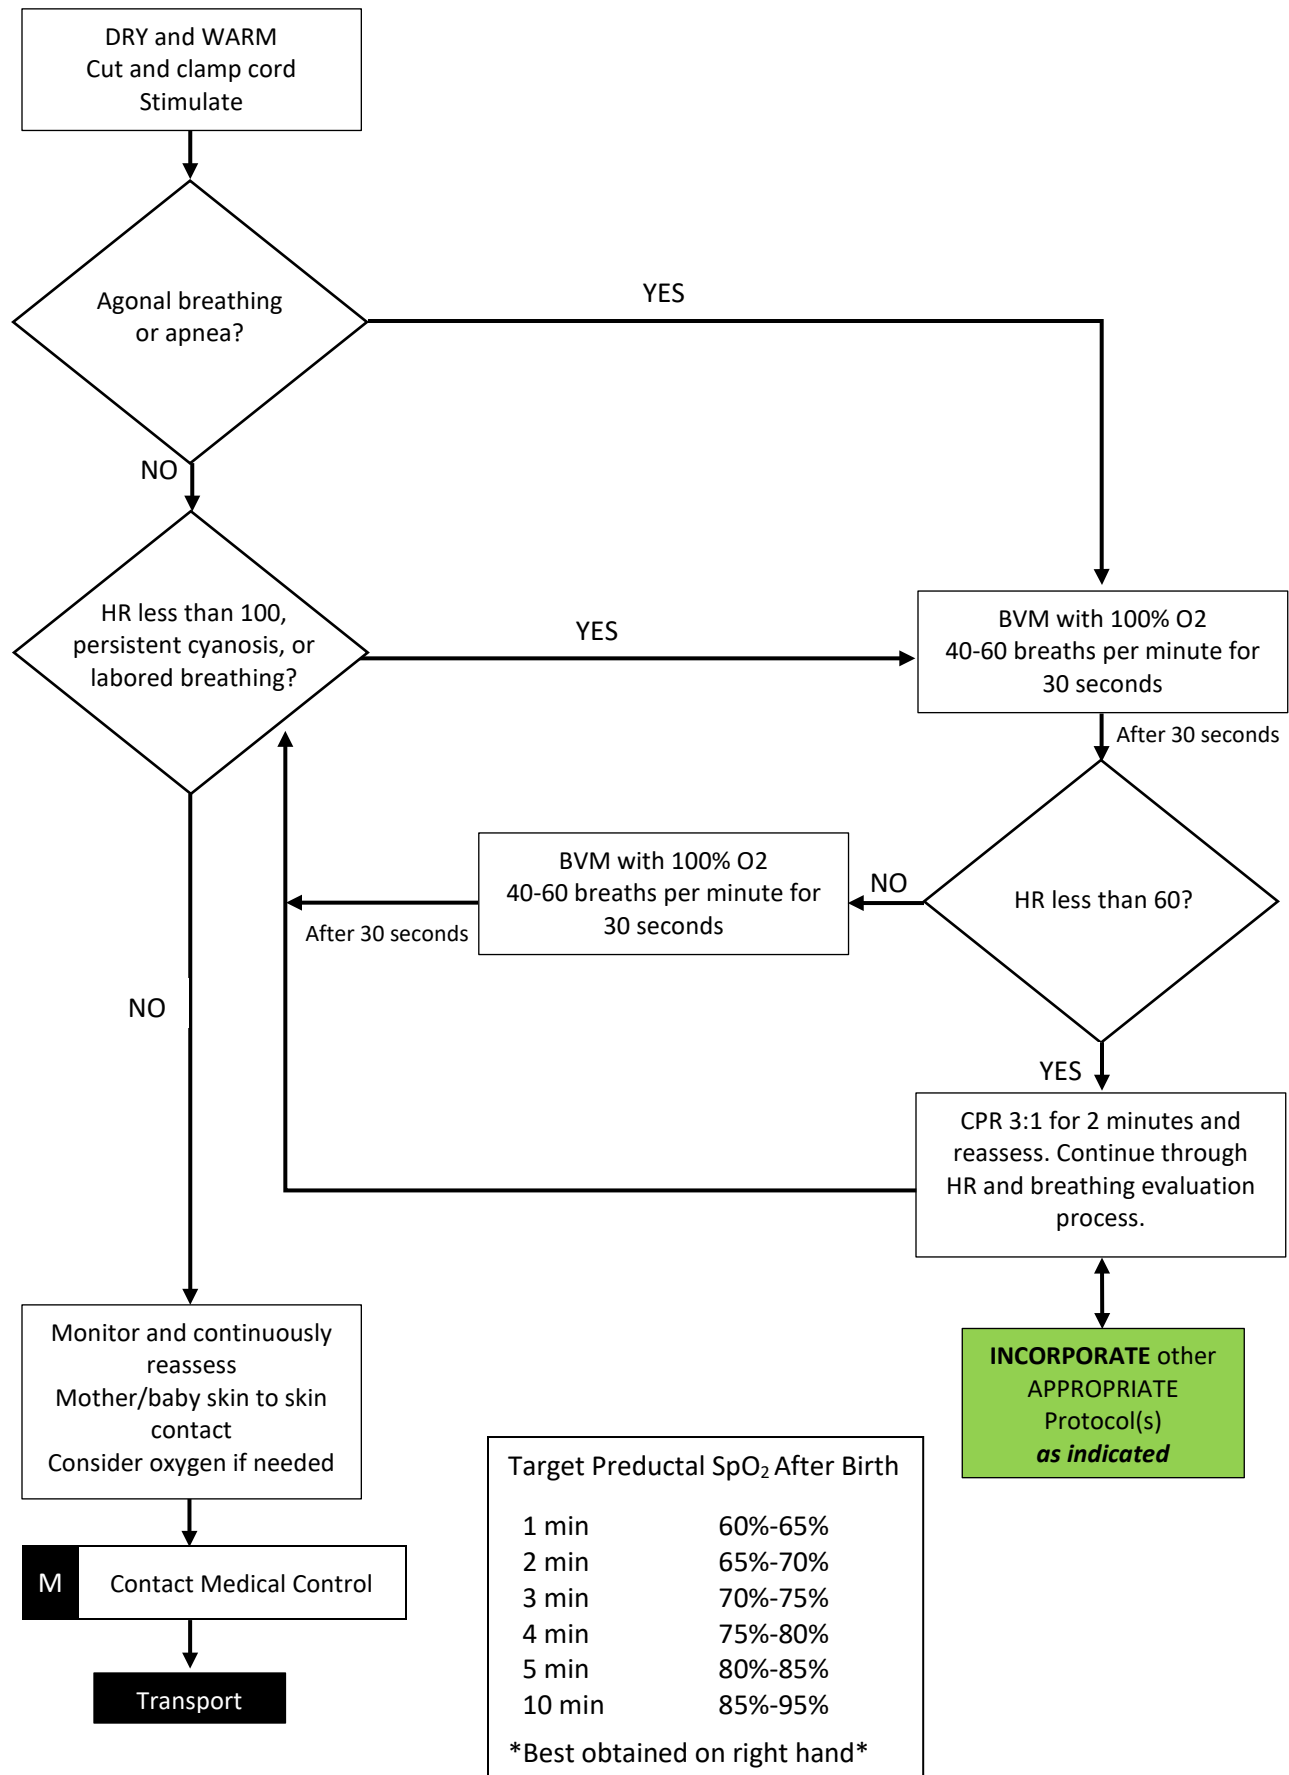 DRY and WARM
Cut and clamp cord
Stimulate
Agonal breathing
or apnea?
YES
NO
HR less than 100,
persistent cyanosis, or
labored breathing?
YES
BVM with 100% O2
40-60 breaths per minute for
30 seconds
After 30 seconds
HR less than 60?
NO
BVM with 100% O2
40-60 breaths per minute for
30 seconds
After 30 seconds
NO
YES
CPR 3:1 for 2 minutes and
reassess. Continue through
HR and breathing evaluation
process.
INCORPORATE other
APPROPRIATE
Protocol(s)
as indicated
Monitor and continuously
reassess
Mother/baby skin to skin
contact
Consider oxygen if needed
M Contact Medical Control
Transport
Target Preductal SpO₂ After Birth
1 min 60%-65%
2 min 65%-70%
3 min 70%-75%
4 min 75%-80%
5 min 80%-85%
10 min 85%-95%
*Best obtained on right hand*